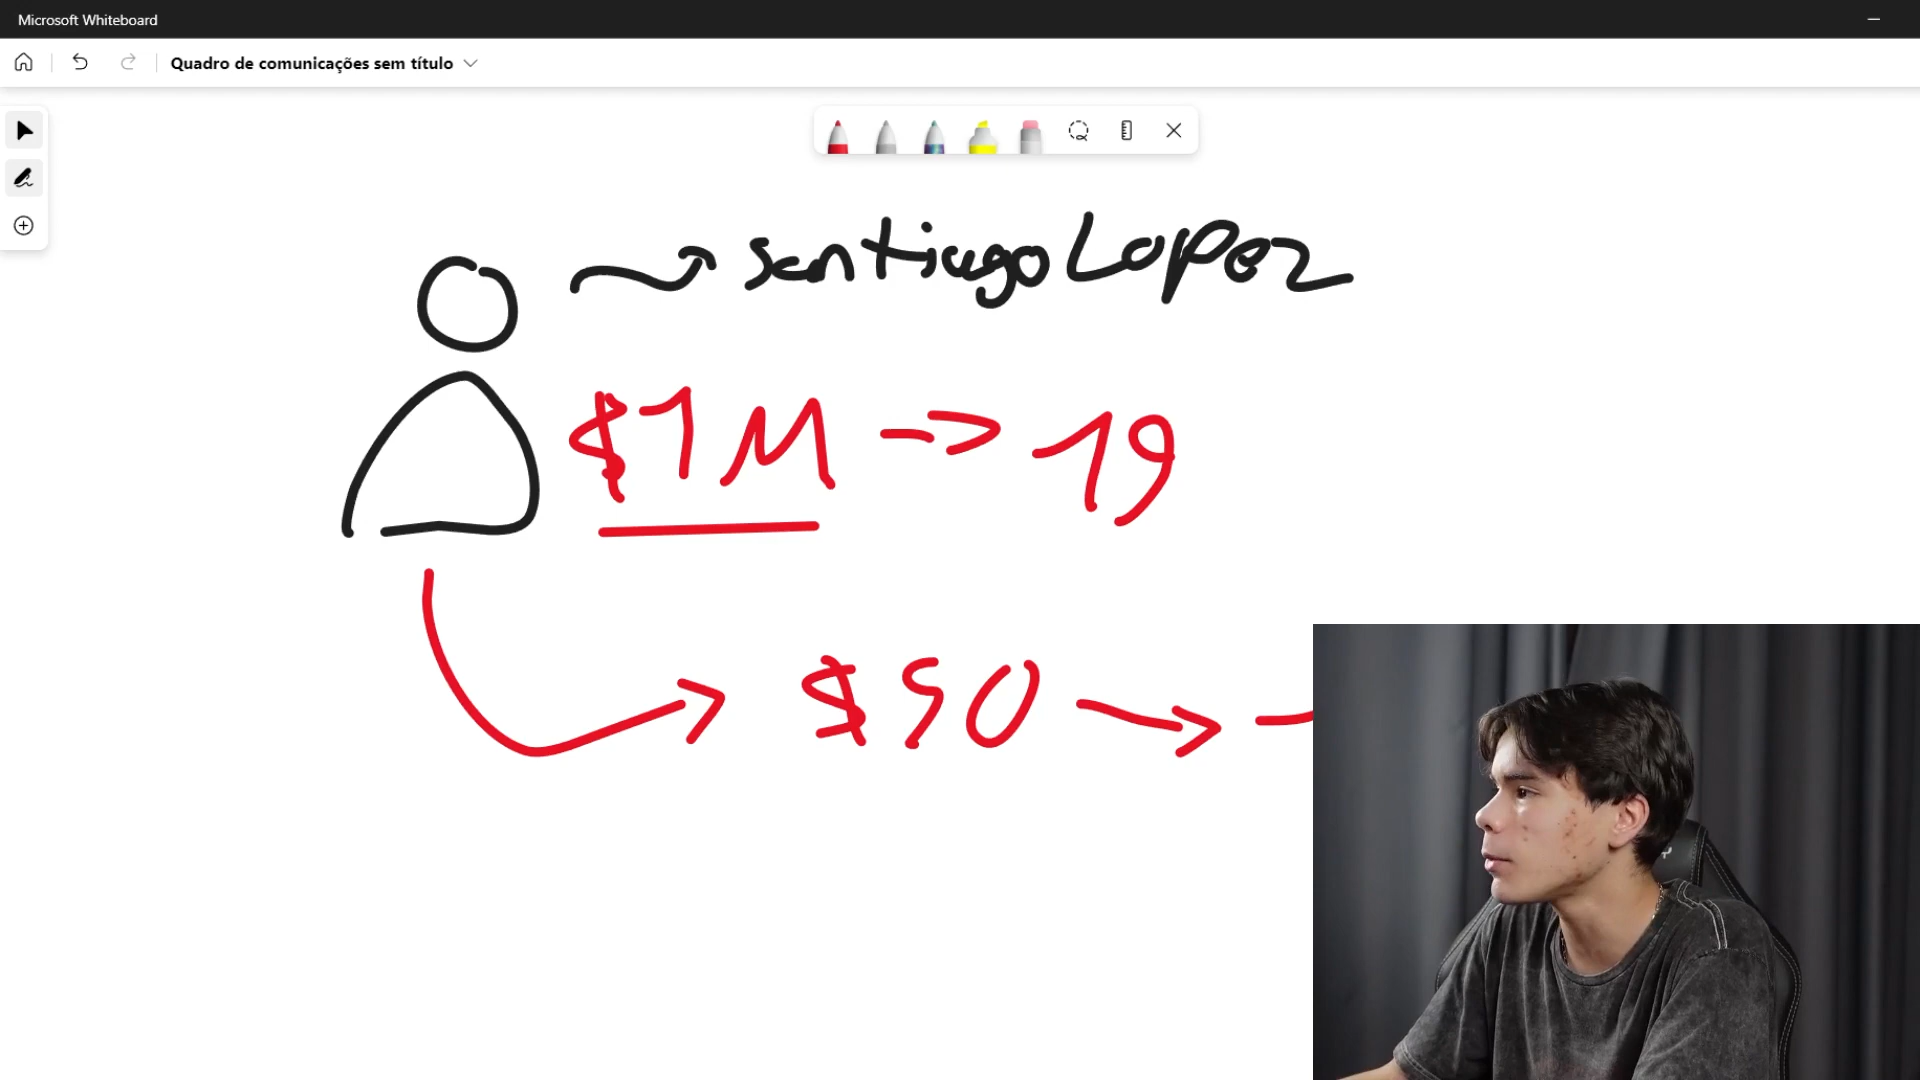 Microsoft Whiteboard
Quadro de comunicações sem título
santiago Lopez
$1M -> 19
$50